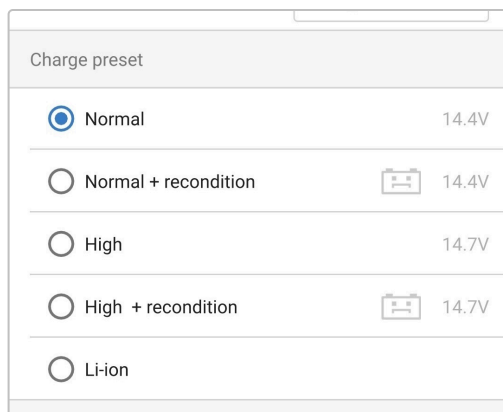 Charge preset
Normal 14.4V
Normal + recondition 14.4V
High 14.7V
High + recondition 14.7V
Li-ion